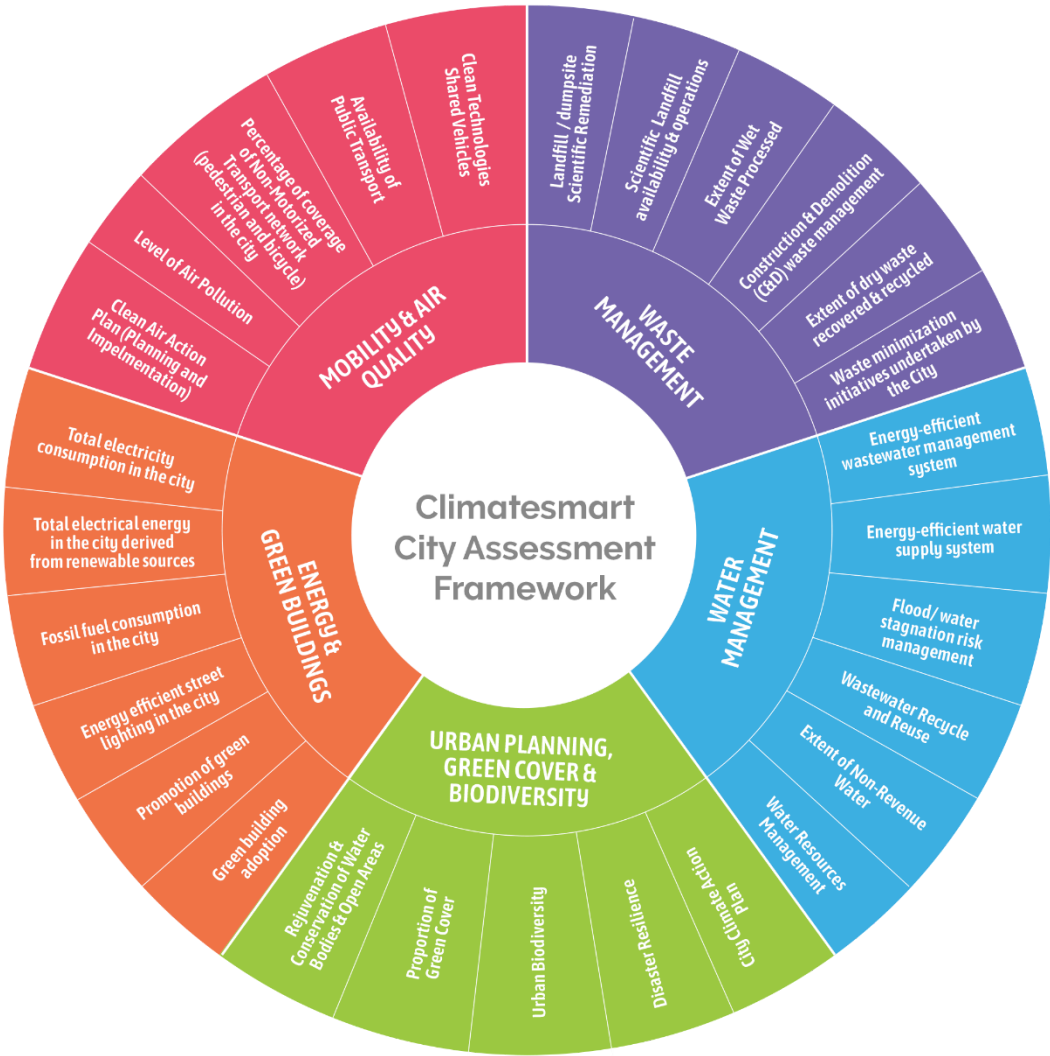 Climatesmart
City Assessment
Framework
WASTE
MANAGEMENT
Landfill / dumpsite
Scientific Remediation
Scientific Landfill
availability & operations
Extent of Wet
Waste Processed
Construction & Demolition
(C&D) waste management
Extent of dry waste
recovered & recycled
Waste minimization
initiatives undertaken by
the City
WATER
MANAGEMENT
Energy-efficient
wastewater management
system
Energy-efficient water
supply system
Flood/ water
stagnation risk
management
Wastewater Recycle
and Reuse
Extent of Non-Revenue
Water
Water Resources
Management
URBAN PLANNING,
GREEN COVER &
BIODIVERSITY
City Climate Action
Plan
Disaster Resilience
Urban Biodiversity
Proportion of
Green Cover
Rejuvenation &
Conservation of Water
Bodies & Open Areas
ENERGY &
GREEN BUILDINGS
Green building
adoption
Promotion of green
buildings
Energy efficient street
lighting in the city
Fossil fuel consumption
in the city
Total electrical energy
in the city derived
from renewable sources
Total electricity
consumption in the city
MOBILITY & AIR
QUALITY
Clean Air Action
Plan (Planning and
Impelmentation)
Level of Air Pollution
Percentage of coverage
of Non-Motorized
Transport network
(pedestrian and bicycle)
in the city
Availability of
Public Transport
Clean Technologies
Shared Vehicles